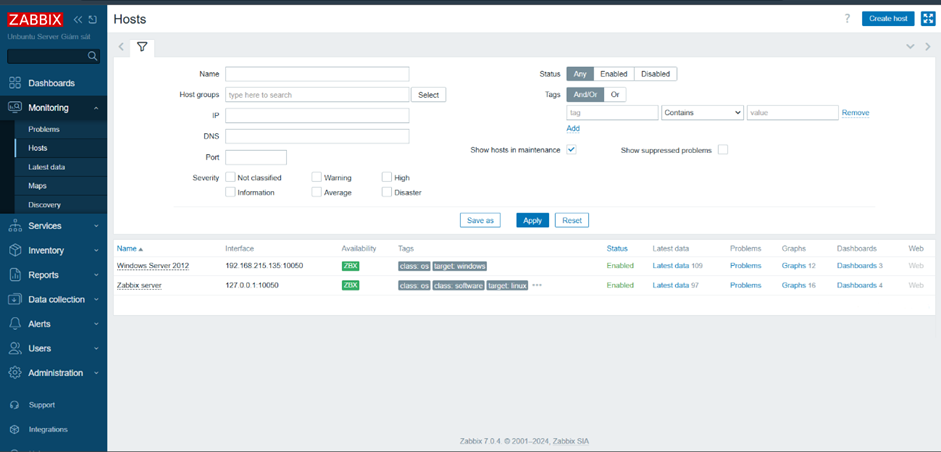 ZABBIX
Hosts
?
Create host
Unbuntu Server Giám sát
Dashboards
Monitoring
Problems
Hosts
Latest data
Maps
Discovery
Services
Inventory
Reports
Data collection
Alerts
Users
Administration
Support
Integrations
Name
Host groups type here to search Select
IP
DNS
Port
Severity Not classified Warning High
Information Average Disaster
Status Any Enabled Disabled
Tags And/Or Or
tag Contains value Remove
Add
Show hosts in maintenance Show suppressed problems
Save as Apply Reset
Name Interface Availability Tags Status Latest data Problems Graphs Dashboards Web
Windows Server 2012 192.168.215.135:10050 ZBX class: os target: windows Enabled Latest data 109 Problems Graphs 12 Dashboards 3 Web
Zabbix server 127.0.0.1:10050 ZBX class: os class: software target: linux ••• Enabled Latest data 97 Problems Graphs 16 Dashboards 4 Web
Zabbix 7.0.4. © 2001–2024, Zabbix SIA